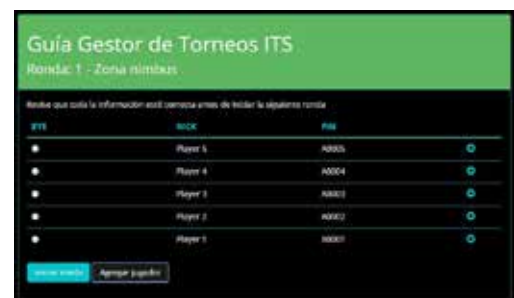 Guía Gestor de Torneos ITS
Ronda: 1 - Zona nimbus
Revise que toda la información esté correcta antes de iniciar la siguiente ronda
BYE NICK PIN
Player 5 A0005
Player 4 A0004
Player 3 A0003
Player 2 A0002
Player 1 A0001
Iniciar ronda Agregar jugador